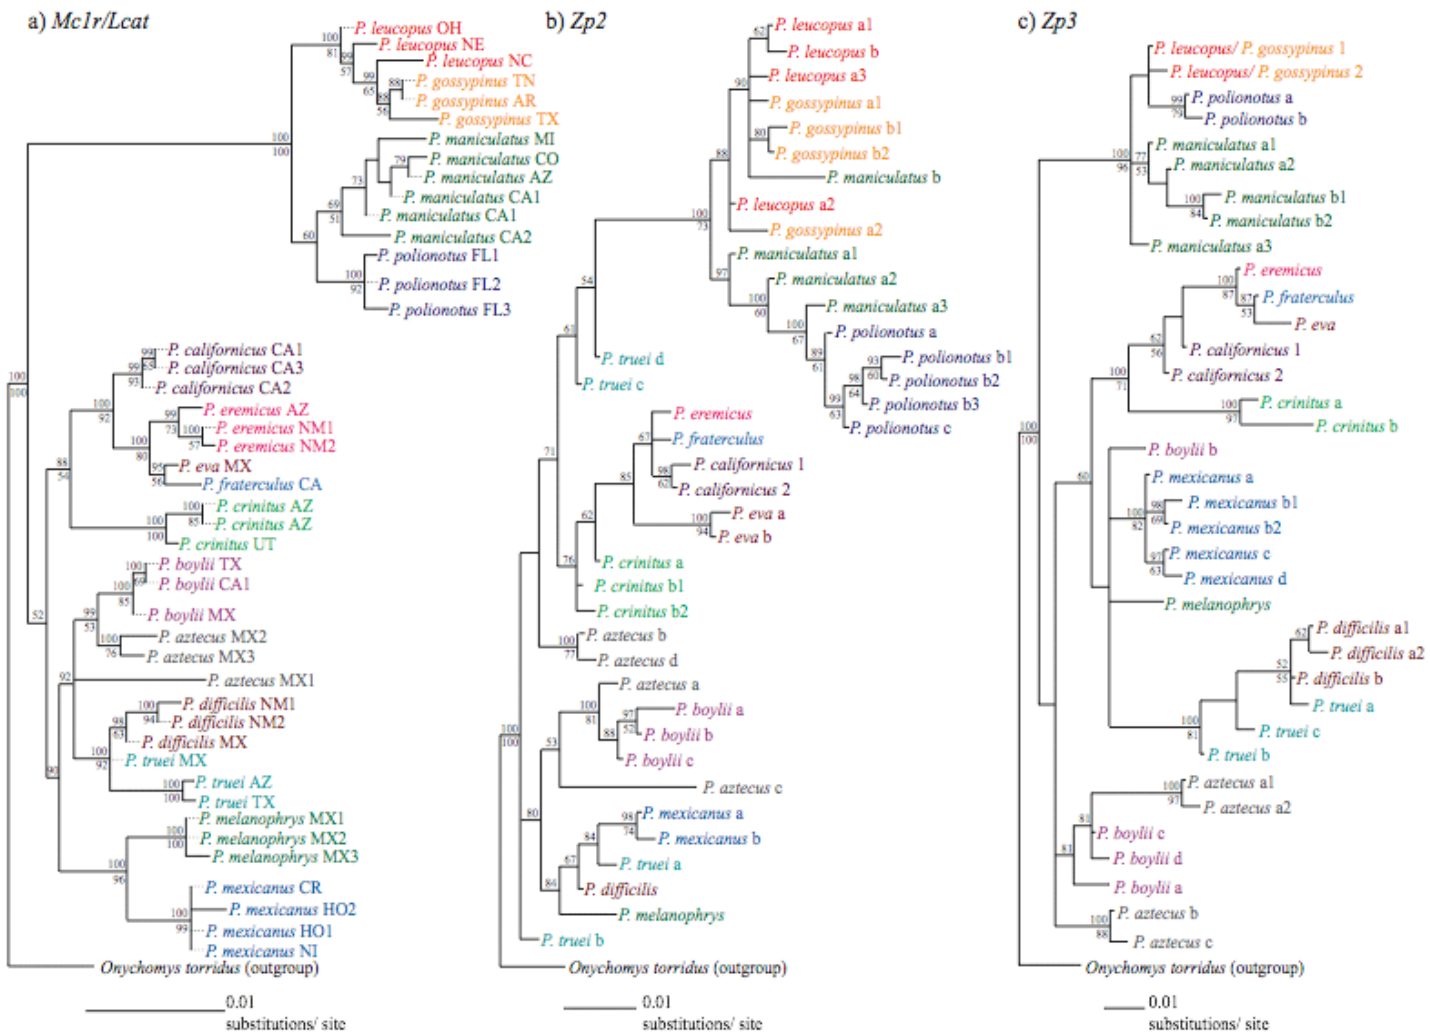 a) Mc1r/Lcat
P. leucopus OH
P. leucopus NE
P. leucopus NC
P. gossypinus TN
P. gossypinus AR
P. gossypinus TX
P. maniculatus MI
P. maniculatus CO
P. maniculatus AZ
P. maniculatus CA1
P. maniculatus CA1
P. maniculatus CA2
P. polionotus FL1
P. polionotus FL2
P. polionotus FL3
P. californicus CA1
P. californicus CA3
P. californicus CA2
P. eremicus AZ
P. eremicus NM1
P. eremicus NM2
P. eva MX
P. fraterculus CA
P. crinitus AZ
P. crinitus AZ
P. crinitus UT
P. boylii TX
P. boylii CA1
P. boylii MX
P. aztecus MX2
P. aztecus MX3
P. aztecus MX1
P. difficilis NM1
P. difficilis NM2
P. difficilis MX
P. truei MX
P. truei AZ
P. truei TX
P. melanophrys MX1
P. melanophrys MX2
P. melanophrys MX3
P. mexicanus CR
P. mexicanus HO2
P. mexicanus HO1
P. mexicanus NI
Onychomys torridus (outgroup)
0.01
substitutions/ site
b) Zp2
P. leucopus a1
P. leucopus b
P. leucopus a3
P. gossypinus a1
P. gossypinus b1
P. gossypinus b2
P. maniculatus b
P. leucopus a2
P. gossypinus a2
P. maniculatus a1
P. maniculatus a2
P. maniculatus a3
P. polionotus a
P. polionotus b1
P. polionotus b2
P. polionotus b3
P. polionotus c
P. truei d
P. truei c
P. eremicus
P. fraterculus
P. californicus 1
P. californicus 2
P. eva a
P. eva b
P. crinitus a
P. crinitus b1
P. crinitus b2
P. aztecus b
P. aztecus d
P. aztecus a
P. boylii a
P. boylii b
P. boylii c
P. aztecus c
P. mexicanus a
P. mexicanus b
P. truei a
P. difficilis
P. melanophrys
P. truei b
Onychomys torridus (outgroup)
0.01
substitutions/ site
c) Zp3
P. leucopus/ P. gossypinus 1
P. leucopus/ P. gossypinus 2
P. polionotus a
P. polionotus b
P. maniculatus a1
P. maniculatus a2
P. maniculatus b1
P. maniculatus b2
P. maniculatus a3
P. eremicus
P. fraterculus
P. eva
P. californicus 1
P. californicus 2
P. crinitus a
P. crinitus b
P. boylii b
P. mexicanus a
P. mexicanus b1
P. mexicanus b2
P. mexicanus c
P. mexicanus d
P. melanophrys
P. difficilis a1
P. difficilis a2
P. difficilis b
P. truei a
P. truei c
P. truei b
P. aztecus a1
P. aztecus a2
P. boylii c
P. boylii d
P. boylii a
P. aztecus b
P. aztecus c
Onychomys torridus (outgroup)
0.01
substitutions/ site